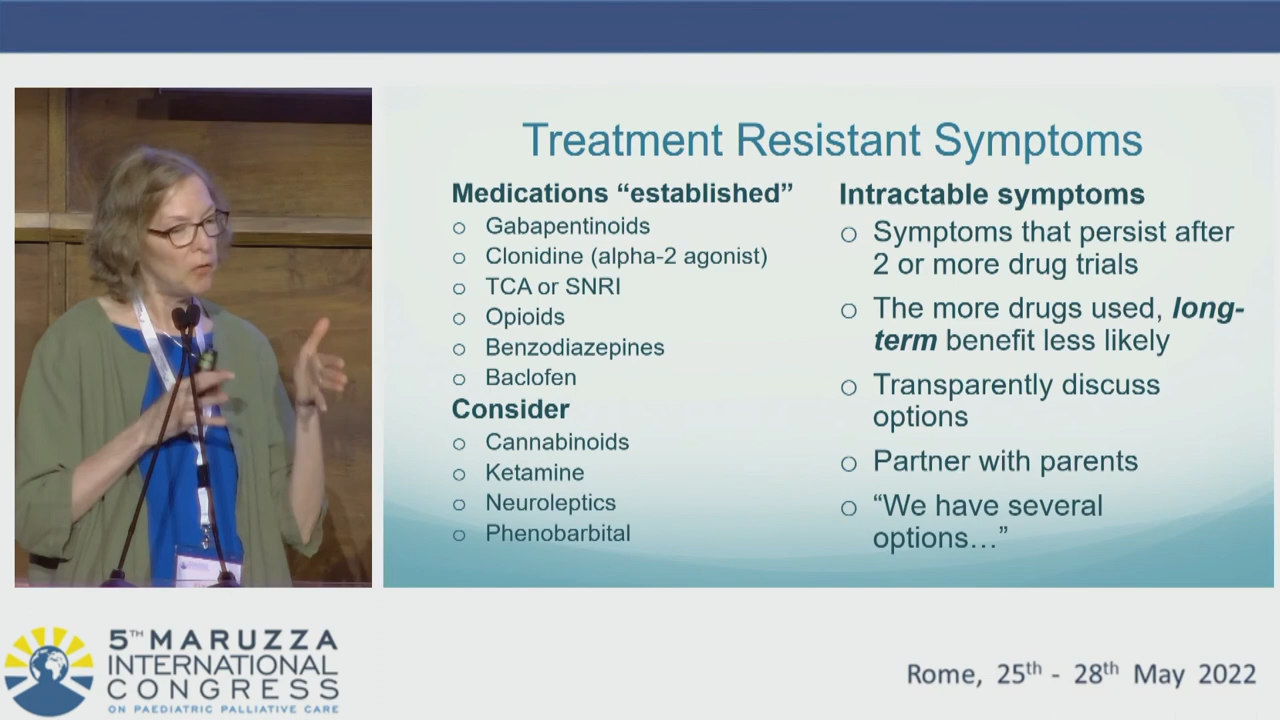 Treatment Resistant Symptoms
Medications “established”
o Gabapentinoids
o Clonidine (alpha-2 agonist)
o TCA or SNRI
o Opioids
o Benzodiazepines
o Baclofen
Consider
o Cannabinoids
o Ketamine
o Neuroleptics
o Phenobarbital
Intractable symptoms
o Symptoms that persist after
2 or more drug trials
o The more drugs used, long-
term benefit less likely
o Transparently discuss
options
o Partner with parents
o “We have several
options…”
5TH MARUZZA
INTERNATIONAL
CONGRESS
ON PAEDIATRIC PALLIATIVE CARE
Rome, 25th - 28th May 2022